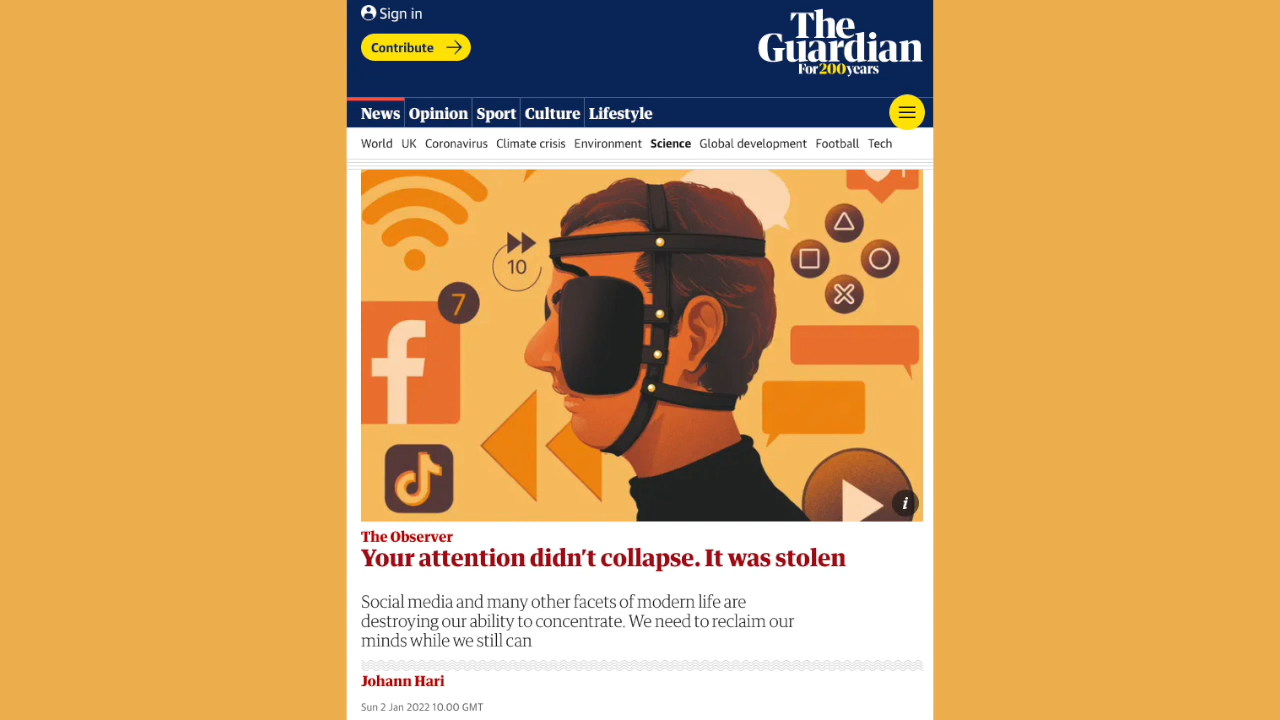 Sign in
Contribute
The
Guardian
For 200 years
News Opinion Sport Culture Lifestyle
World UK Coronavirus Climate crisis Environment Science Global development Football Tech
1
10
7
f
i
The Observer
Your attention didn’t collapse. It was stolen
Social media and many other facets of modern life are
destroying our ability to concentrate. We need to reclaim our
minds while we still can
Johann Hari
Sun 2 Jan 2022 10.00 GMT